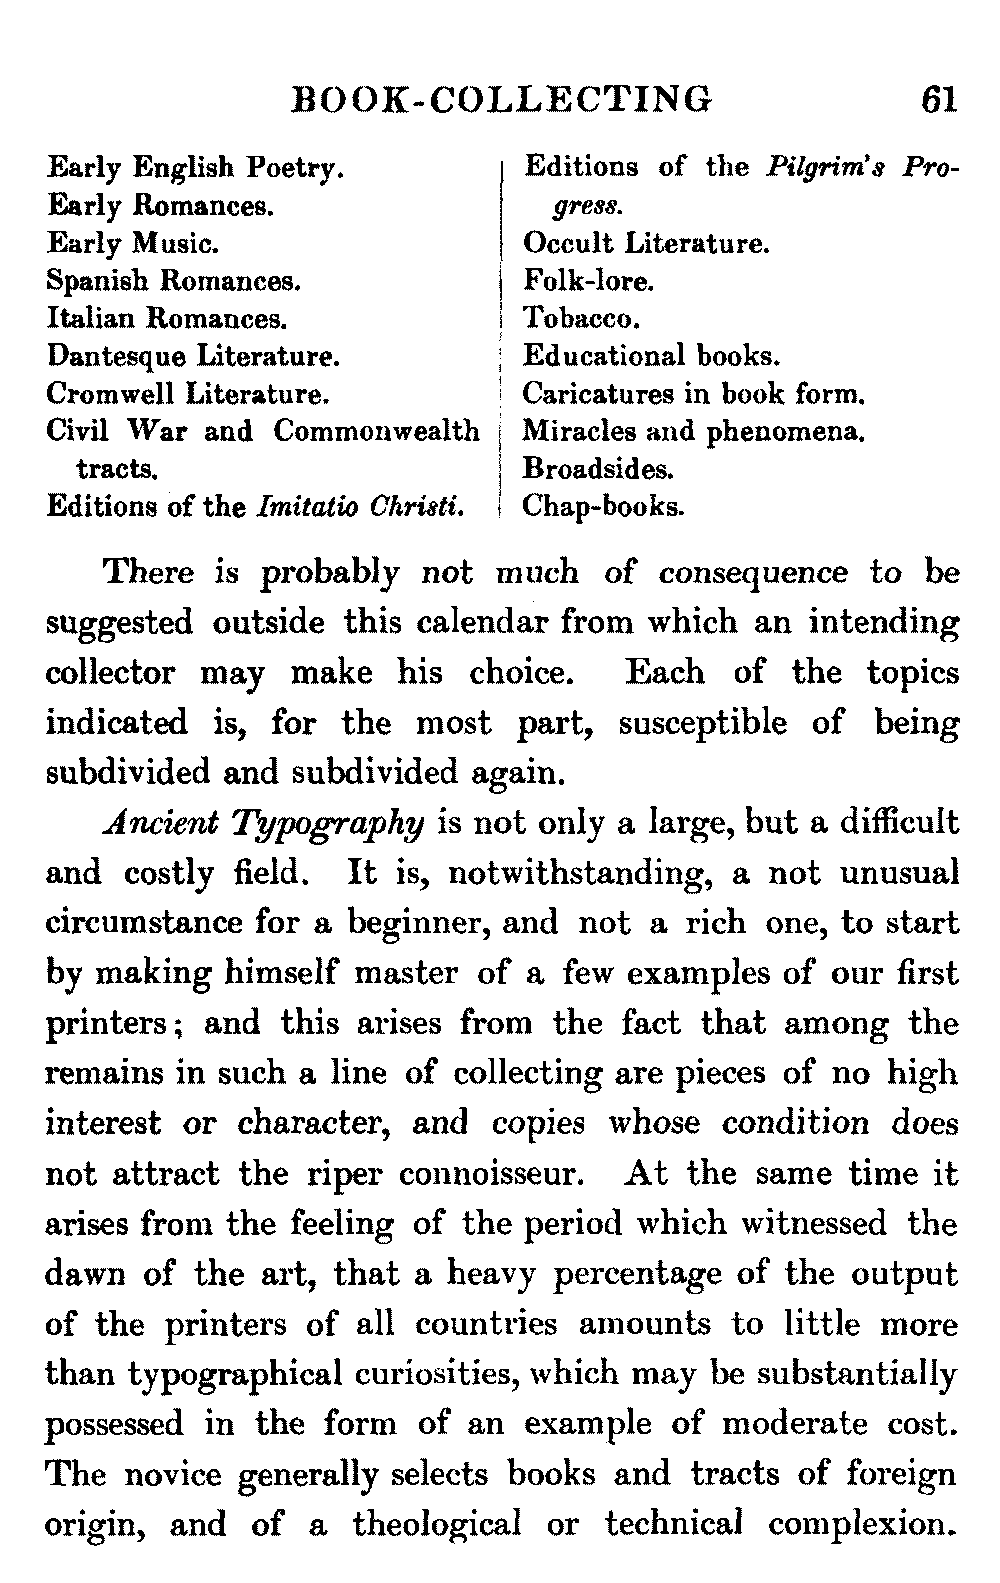 BOOK-COLLECTING 61
Early English Poetry.
Early Romances.
Early Music.
Spanish Romances.
Italian Romances.
Dantesque Literature.
Cromwell Literature.
Civil War and Commonwealth
tracts.
Editions of the Imitatio Christi.
Editions of the Pilgrim's Pro-
gress.
Occult Literature.
Folk-lore.
Tobacco.
Educational books.
Caricatures in book form.
Miracles and phenomena.
Broadsides.
Chap-books.
There is probably not much of consequence to be
suggested outside this calendar from which an intending
collector may make his choice. Each of the topics
indicated is, for the most part, susceptible of being
subdivided and subdivided again.
Ancient Typography is not only a large, but a difficult
and costly field. It is, notwithstanding, a not unusual
circumstance for a beginner, and not a rich one, to start
by making himself master of a few examples of our first
printers; and this arises from the fact that among the
remains in such a line of collecting are pieces of no high
interest or character, and copies whose condition does
not attract the riper connoisseur. At the same time it
arises from the feeling of the period which witnessed the
dawn of the art, that a heavy percentage of the output
of the printers of all countries amounts to little more
than typographical curiosities, which may be substantially
possessed in the form of an example of moderate cost.
The novice generally selects books and tracts of foreign
origin, and of a theological or technical complexion.